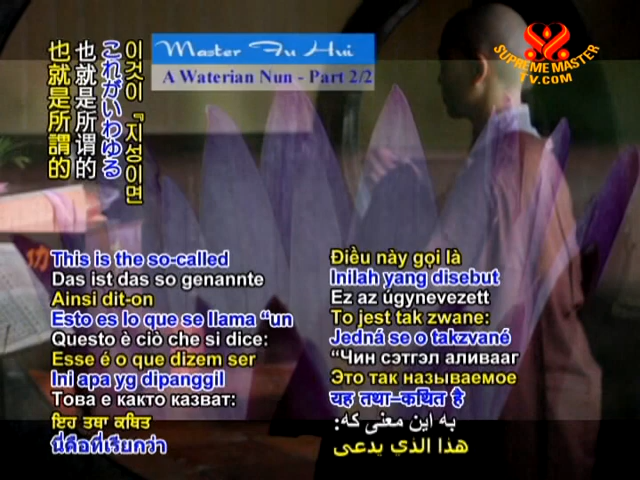 Master Fu Hui
A Waterian Nun - Part 2/2
SUPREME MASTER
TV.COM
也就是所謂的
也就是所谓的
これがいわゆる
이것이『지성이면
This is the so-called
Das ist das so genannte
Ainsi dit-on
Esto es lo que se llama “un
Questo è ciò che si dice:
Esse é o que dizem ser
Ini apa yg dipanggil
Това е както казват:
ਇਹ ਤਥਾ ਕਥਿਤ
นี่คือที่เรียกว่า
Điều này gọi là
Inilah yang disebut
Ez az úgynevezett
To jest tak zwane:
Jedná se o takzvané
“Чин сэтгэл аливааг
Это так называемое
यह तथा-कथित है
به این معنی که:
هذا الذي يدعى